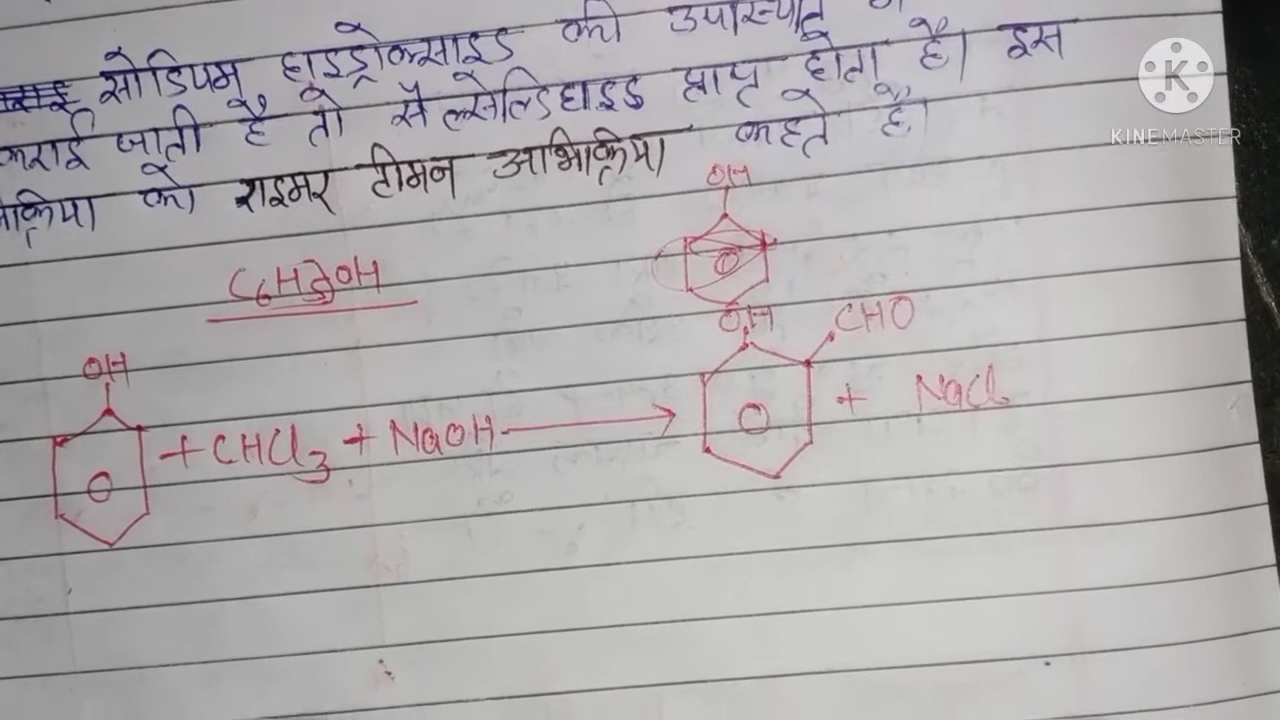 सोडियम हाइड्रोक्साइड की उपस्थित में
कराई जाती है तो सैल्सेल्डिहाइड प्राप्त होता है। इस
को राइमर टीमन अभिक्रिया कहते है।
OH
C6H5OH
OH
CHO
OH
+ CHCl3 + NaOH → + NaCl
K
KINEMASTER